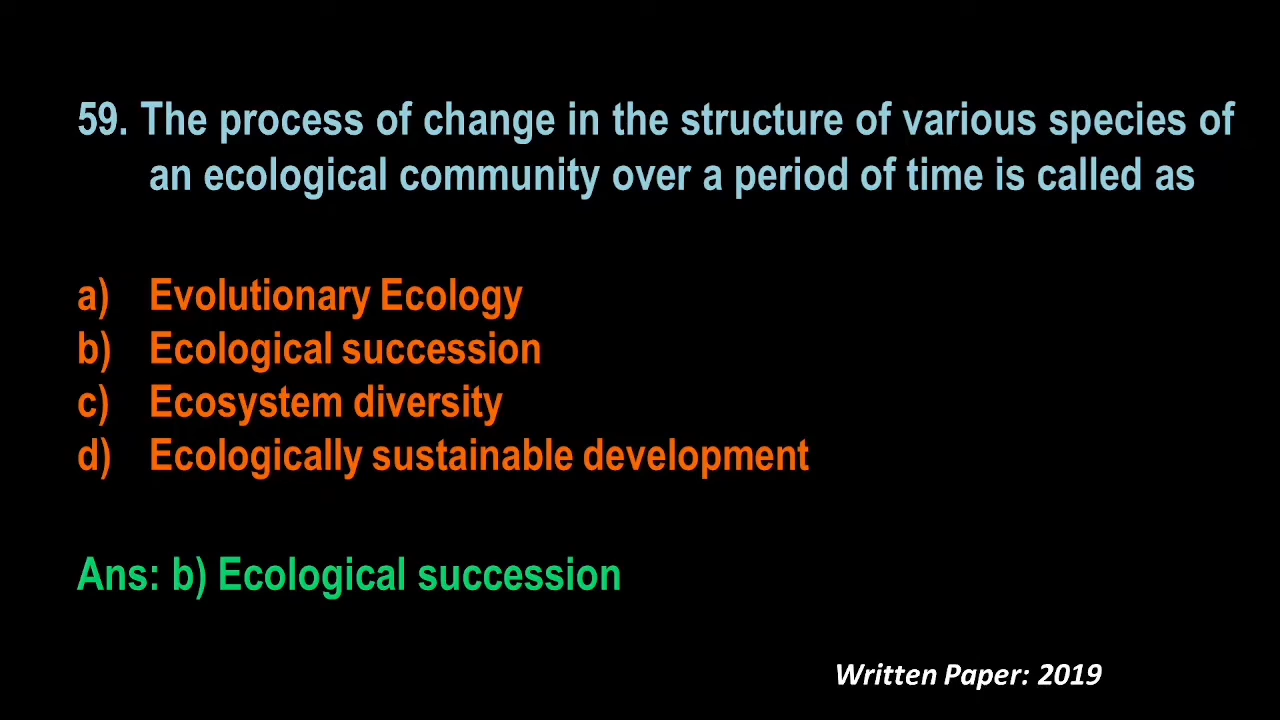 59. The process of change in the structure of various species of
an ecological community over a period of time is called as
a) Evolutionary Ecology
b) Ecological succession
c) Ecosystem diversity
d) Ecologically sustainable development
Ans: b) Ecological succession
Written Paper: 2019